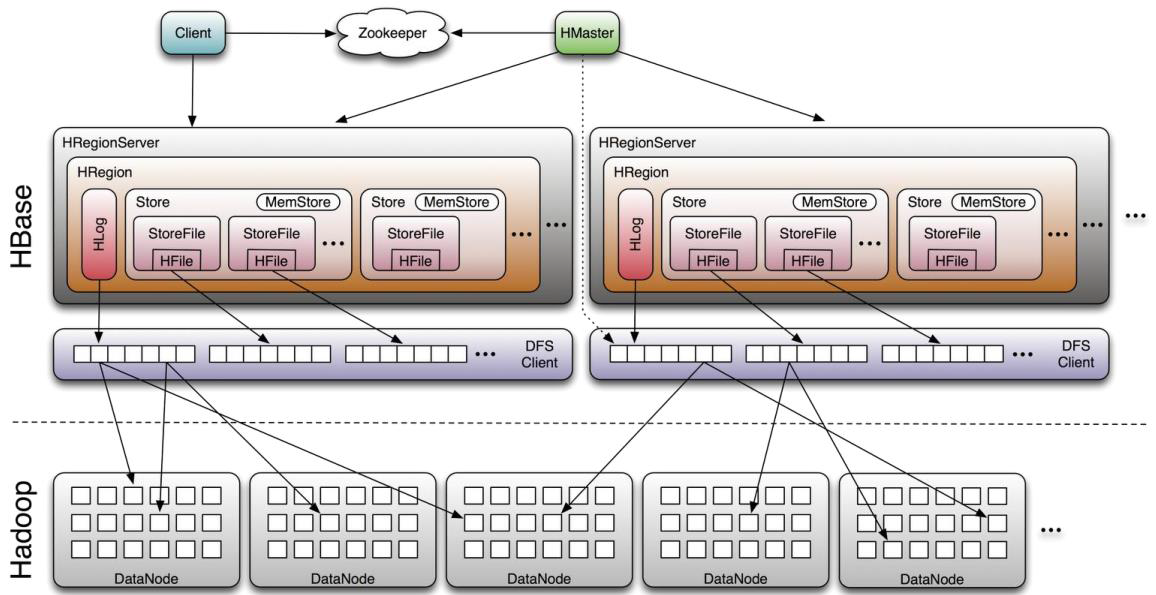 Client
Zookeeper
HMaster
HBase
HRegionServer
HRegion
HLog
Store
MemStore
StoreFile
HFile
StoreFile
HFile
...
Store
MemStore
StoreFile
HFile
...
...
HRegionServer
HRegion
HLog
Store
MemStore
StoreFile
HFile
StoreFile
HFile
...
Store
MemStore
StoreFile
HFile
...
...
...
...
DFS
Client
...
DFS
Client
Hadoop
DataNode
DataNode
DataNode
DataNode
DataNode
...